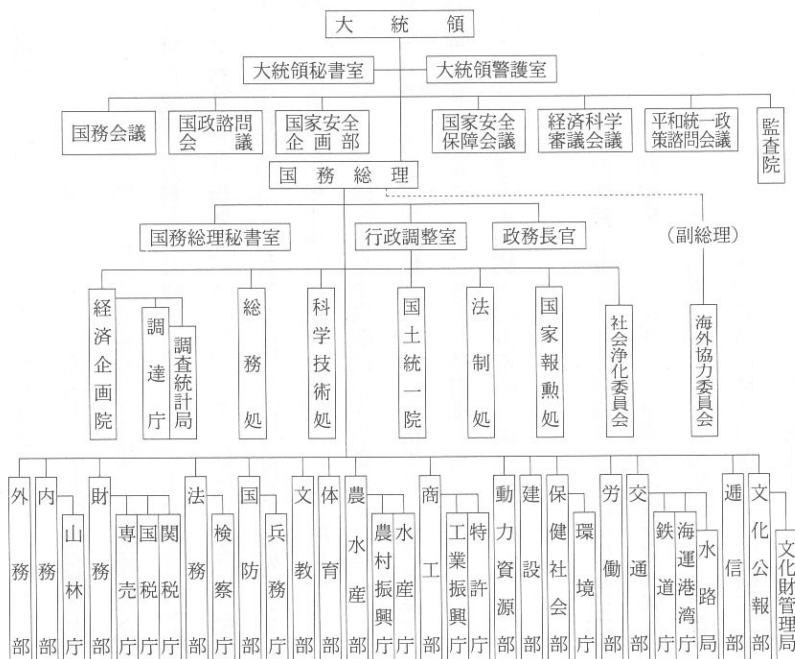 大統領
大統領秘書室
大統領警護室
国務会議
国政諮問
会議
国家安全
企画部
国家安全
保障会議
経済科学
審議会議
平和統一政
策諮問会議
監査院
国務総理
国務総理秘書室
行政調整室
政務長官
(副総理)
経済企画院
調達庁
調査統計局
総務処
科学技術処
国土統一院
法制処
国家報勲処
社会浄化委員会
海外協力委員会
外務部
内務部
山林庁
財務部
専売庁
国税庁
関税庁
法務部
検察庁
国防部
兵務庁
文教部
体育部
農水産部
農村振興庁
水産庁
商工部
工業振興庁
特許庁
動力資源部
建設部
保健社会部
環境庁
労働部
交通部
鉄道庁
海運港湾庁
水路局
逓信部
文化公報部
文化財管理局